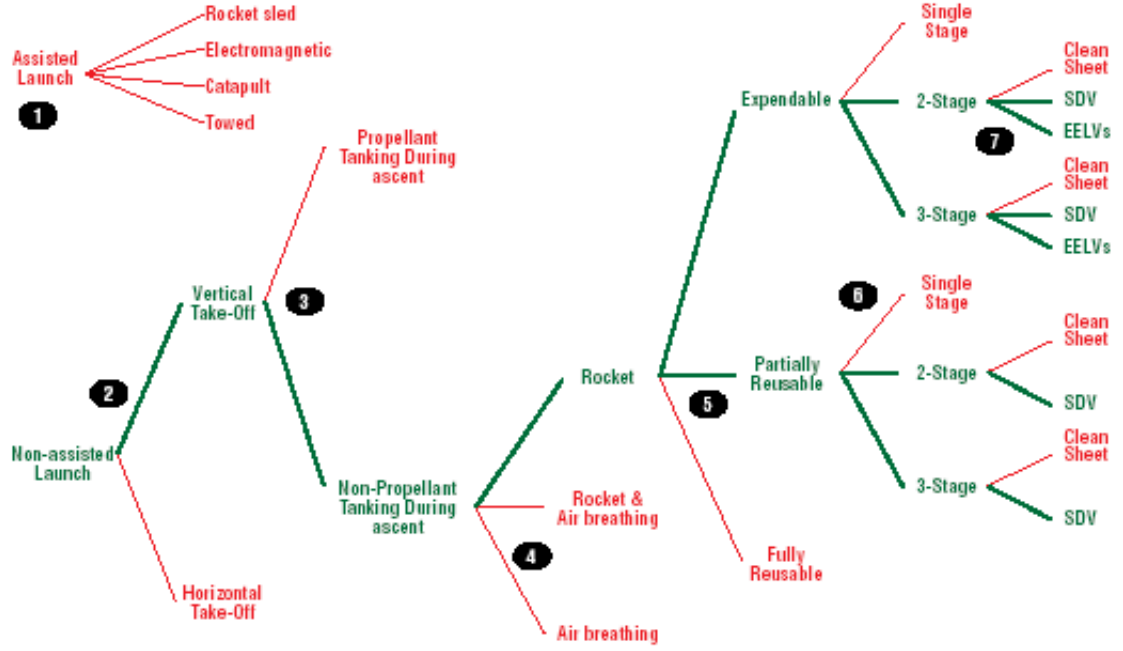 Rocket sled
Electromagnetic
Assisted
Launch
Catapult
1
Towed
Propellant
Tanking During
ascent
Vertical
Take-Off
3
2
Non-assisted
Launch
Non-Propellant
Tanking During
ascent
Horizontal
Take-Off
Rocket
Rocket &
Air breathing
4
Air breathing
5
Expendable
Partially
Reusable
Fully
Reusable
Single
Stage
2-Stage
7
Clean
Sheet
SDV
EELVs
3-Stage
Clean
Sheet
SDV
EELVs
6
Single
Stage
2-Stage
Clean
Sheet
SDV
3-Stage
Clean
Sheet
SDV